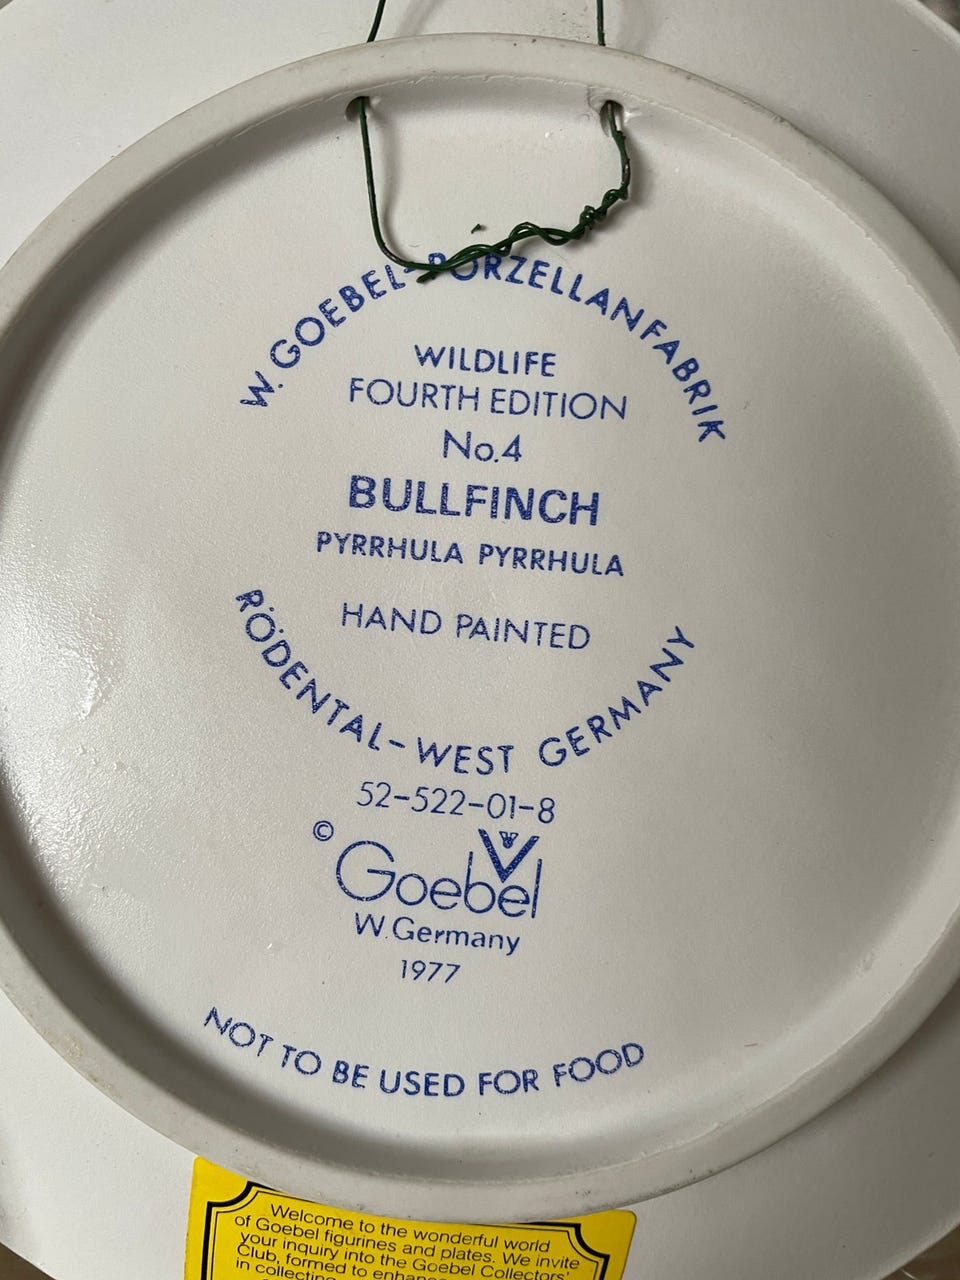 W. GOEBEL-PORZELLANFABRIK
WILDLIFE
FOURTH EDITION
No.4
BULLFINCH
PYRRHULA PYRRHULA
HAND PAINTED
RÖDENTAL-WEST GERMANY
52-522-01-8
© Goebel
W.Germany
1977
NOT TO BE USED FOR FOOD
Welcome to the wonderful world
of Goebel figurines and plates. We invite
your inquiry into the Goebel Collectors'
Club, formed to enhance
in collecting